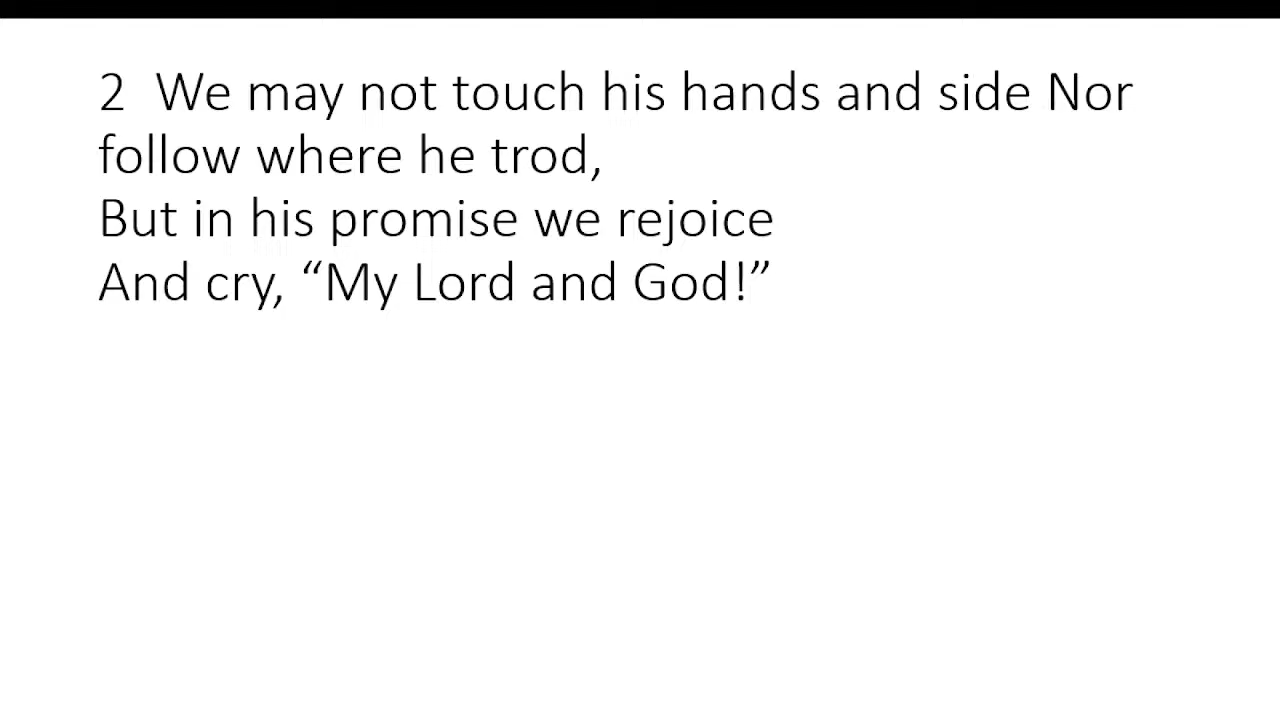 2 We may not touch his hands and side Nor
follow where he trod,
But in his promise we rejoice
And cry, “My Lord and God!”